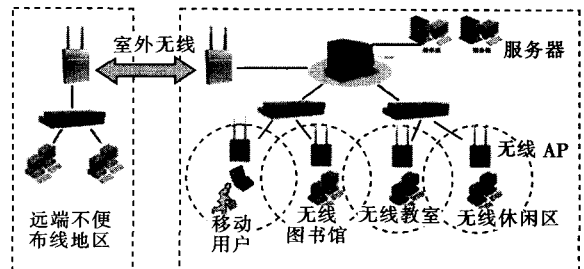 室外无线
服务器
无线 AP
远端不便
布线地区
移动
用户
无线
图书馆
无线教室
无线休闲区